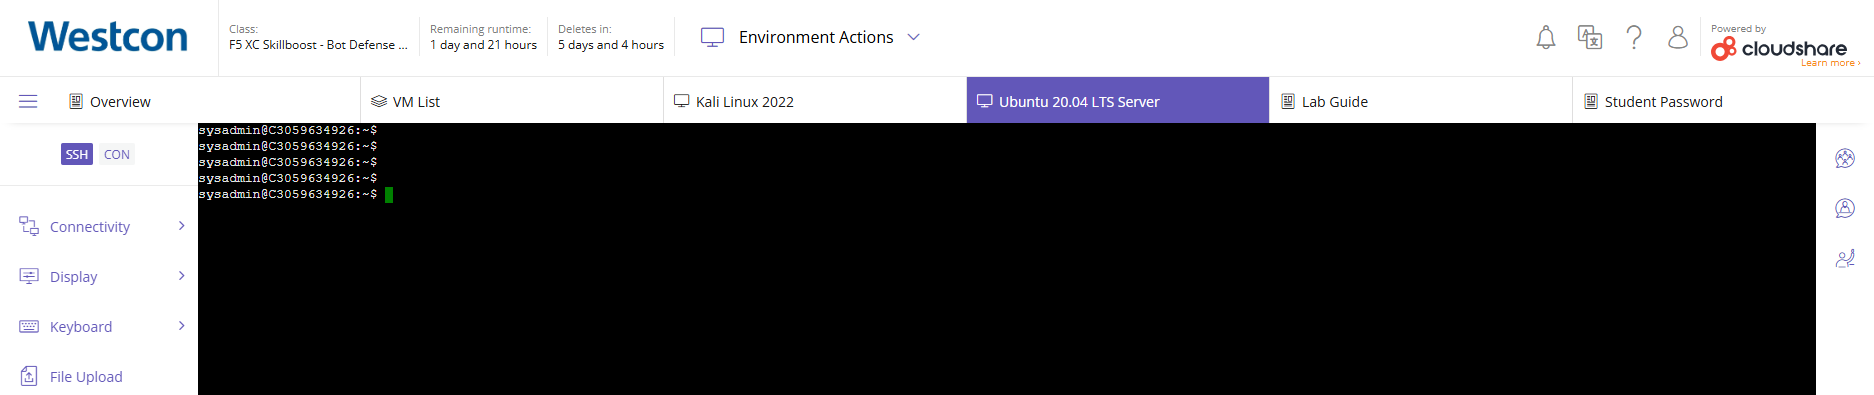 Westcon
Class:
F5 XC Skillboost - Bot Defense ...
Remaining runtime:
1 day and 21 hours
Deletes in:
5 days and 4 hours
Environment Actions
Powered by
cloudshare
Learn more ›
Overview
VM List
Kali Linux 2022
Ubuntu 20.04 LTS Server
Lab Guide
Student Password
SSH CON
Connectivity
Display
Keyboard
File Upload
sysadmin@C3059634926:~$
sysadmin@C3059634926:~$
sysadmin@C3059634926:~$
sysadmin@C3059634926:~$
sysadmin@C3059634926:~$